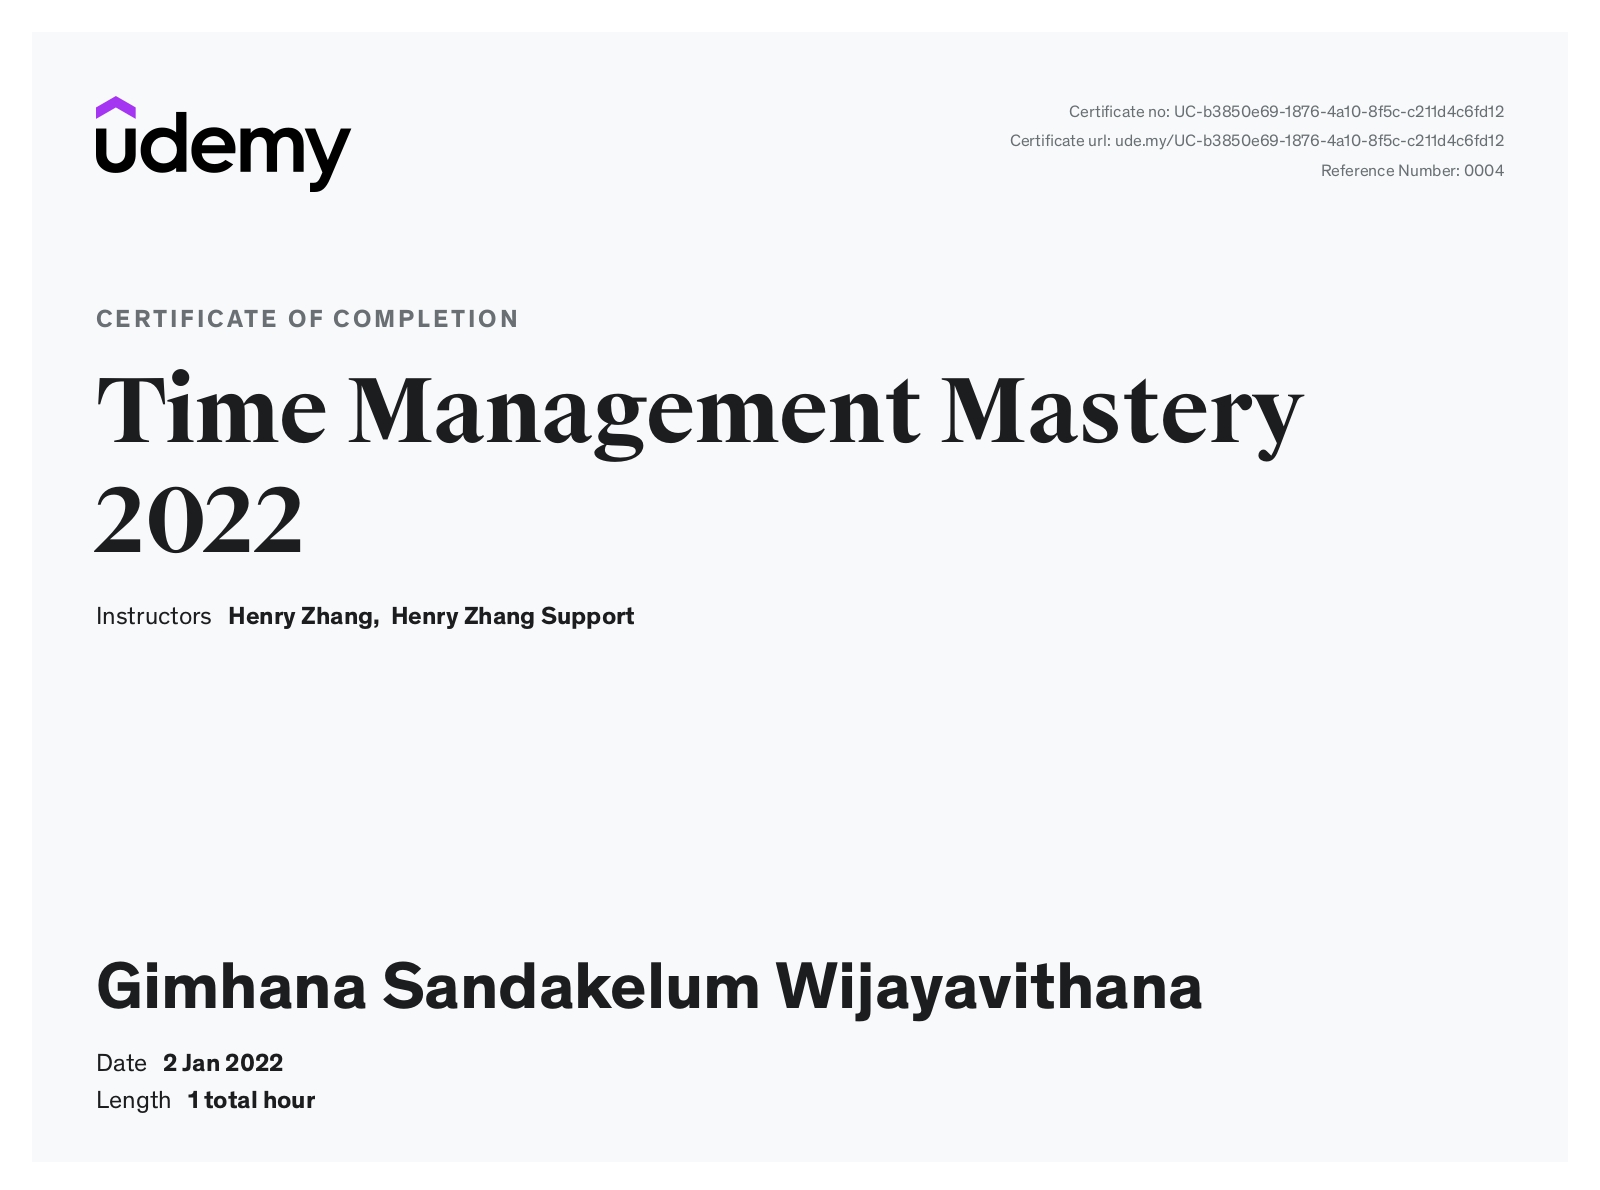 udemy
Certificate no: UC-b3850e69-1876-4a10-8f5c-c211d4c6fd12
Certificate url: ude.my/UC-b3850e69-1876-4a10-8f5c-c211d4c6fd12
Reference Number: 0004
CERTIFICATE OF COMPLETION
Time Management Mastery
2022
Instructors Henry Zhang, Henry Zhang Support
Gimhana Sandakelum Wijayavithana
Date 2 Jan 2022
Length 1 total hour